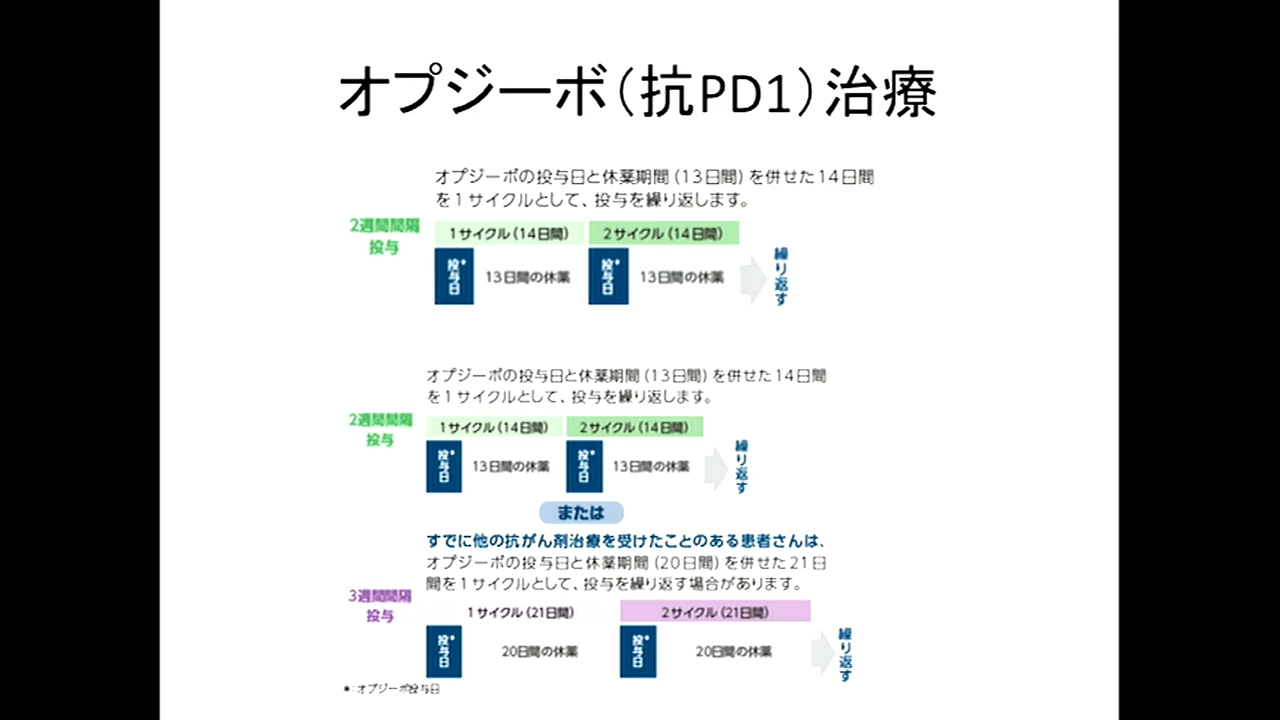 オプジーボ（抗PD1）治療
オプジーボの投与日と休薬期間(13日間)を併せた14日間
を1サイクルとして、投与を繰り返します。
2週間間隔
投与
1サイクル（14日間）
2サイクル（14日間）
投与日*
13日間の休薬
投与日*
13日間の休薬
繰り返す
オプジーボの投与日と休薬期間(13日間)を併せた14日間
を1サイクルとして、投与を繰り返します。
2週間間隔
投与
1サイクル（14日間）
2サイクル（14日間）
投与日*
13日間の休薬
投与日*
13日間の休薬
繰り返す
または
すでに他の抗がん剤治療を受けたことのある患者さんは、
オプジーボの投与日と休薬期間(20日間)を併せた21日
間を1サイクルとして、投与を繰り返す場合があります。
3週間間隔
投与
1サイクル（21日間）
2サイクル（21日間）
投与日*
20日間の休薬
投与日*
20日間の休薬
繰り返す
*：オプジーボ投与日